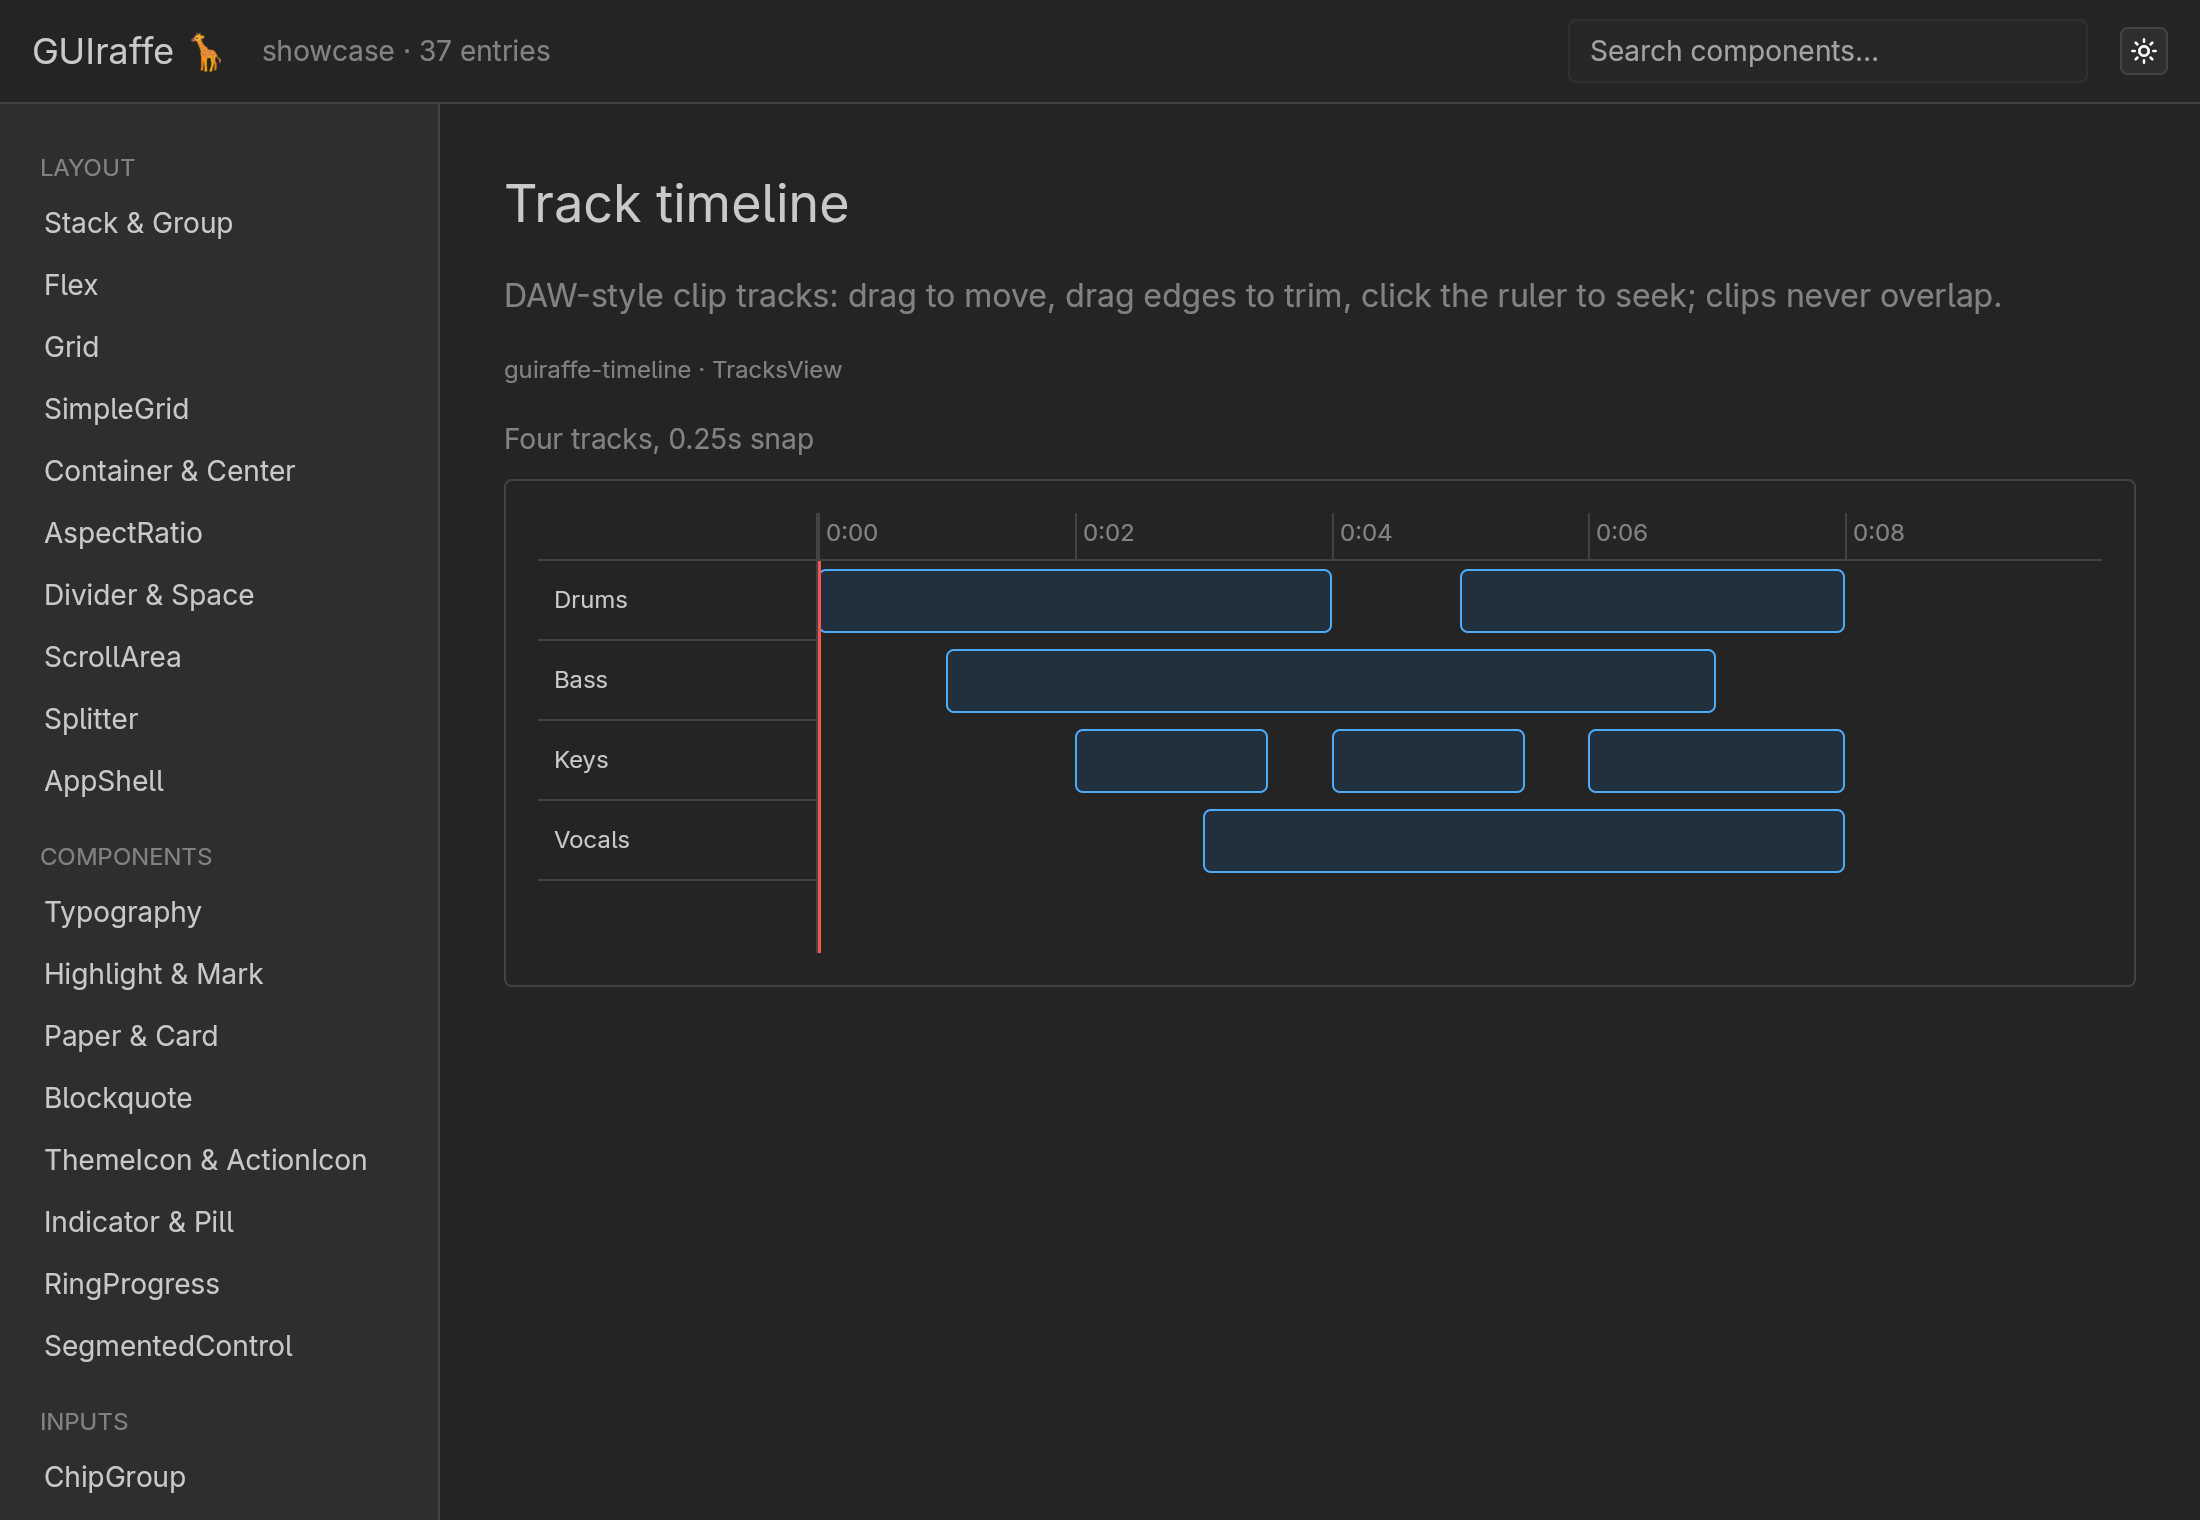 GUIraffe 🦒 showcase · 37 entries Search components...
LAYOUT
Stack & Group
Flex
Grid
SimpleGrid
Container & Center
AspectRatio
Divider & Space
ScrollArea
Splitter
AppShell
COMPONENTS
Typography
Highlight & Mark
Paper & Card
Blockquote
ThemeIcon & ActionIcon
Indicator & Pill
RingProgress
SegmentedControl
INPUTS
ChipGroup
Track timeline
DAW-style clip tracks: drag to move, drag edges to trim, click the ruler to seek; clips never overlap.
guiraffe-timeline · TracksView
Four tracks, 0.25s snap
0:00 0:02 0:04 0:06 0:08
Drums
Bass
Keys
Vocals